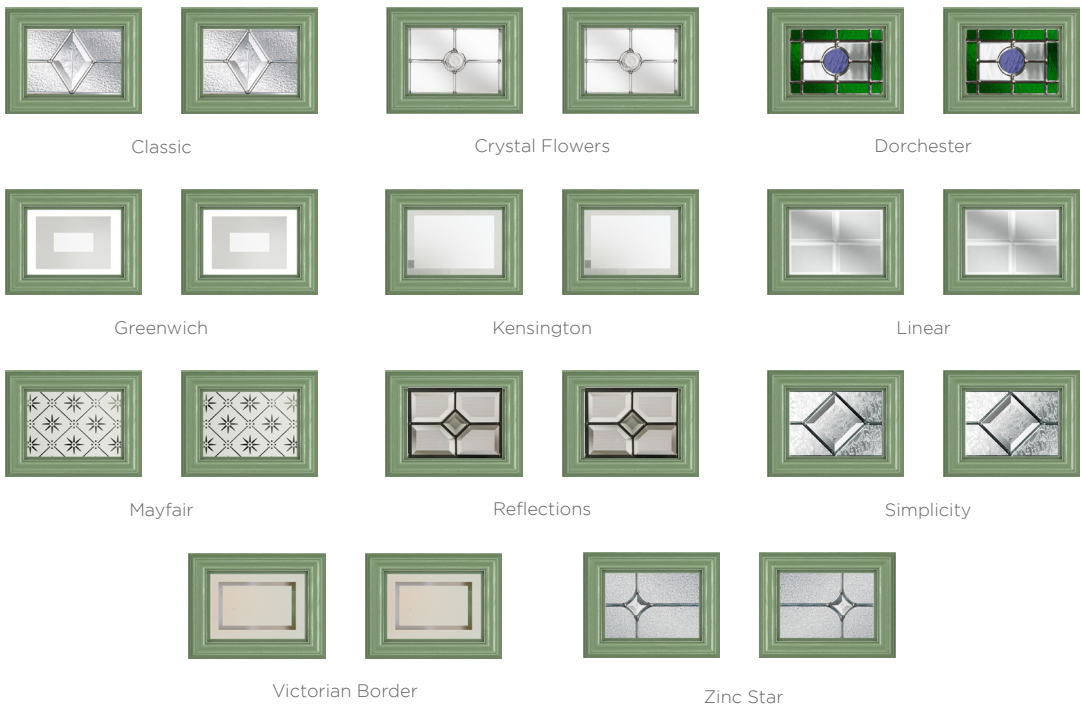 Classic
Crystal Flowers
Dorchester
Greenwich
Kensington
Linear
Mayfair
Reflections
Simplicity
Victorian Border
Zinc Star